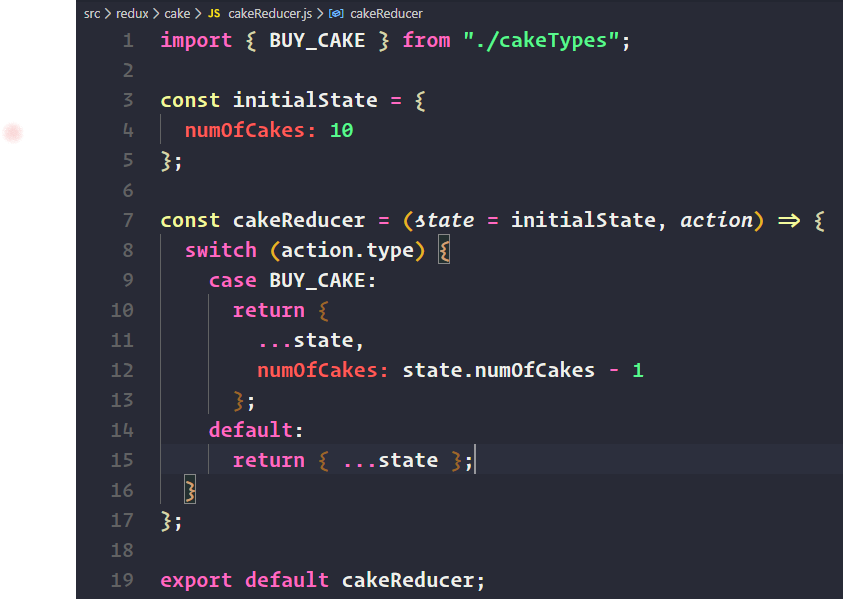 src > redux > cake > JS cakeReducer.js > cakeReducer
1 import { BUY_CAKE } from "./cakeTypes";
2
3 const initialState = {
4   numOfCakes: 10
5 };
6
7 const cakeReducer = (state = initialState, action) => {
8   switch (action.type) {
9     case BUY_CAKE:
10       return {
11         ...state,
12         numOfCakes: state.numOfCakes - 1
13       };
14     default:
15       return { ...state };
16   }
17 };
18
19 export default cakeReducer;